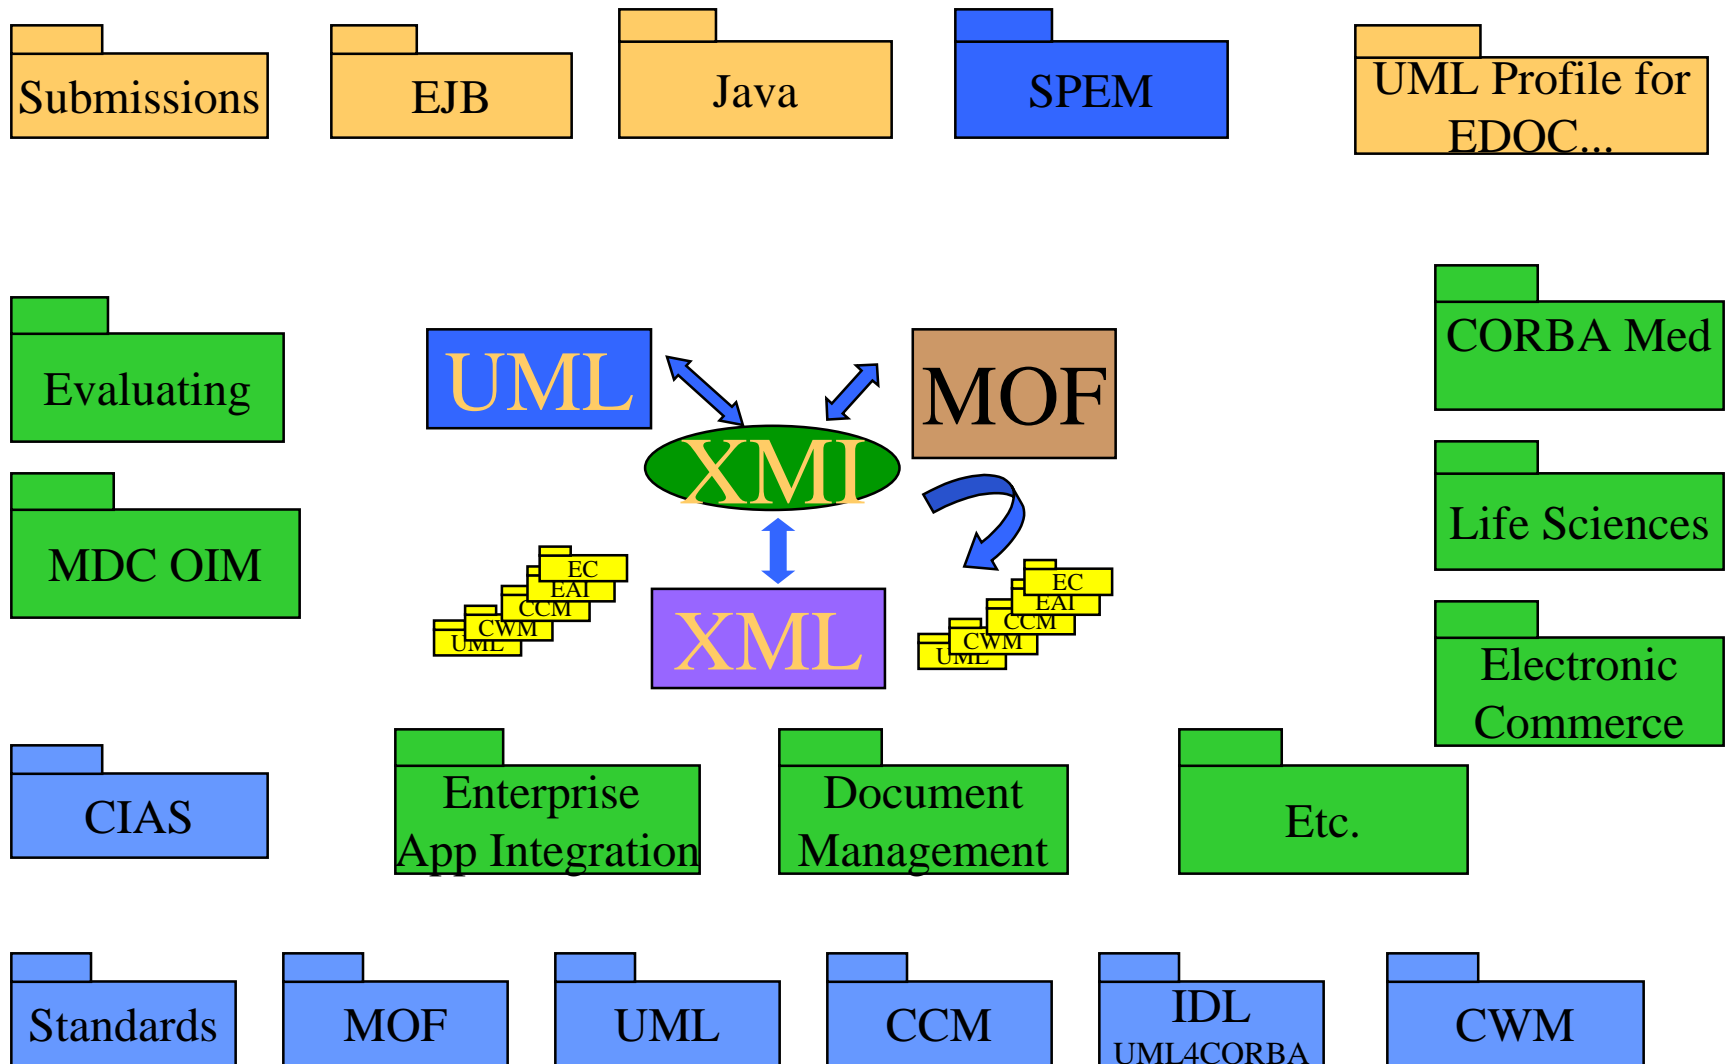 Submissions
EJB
Java
SPEM
UML Profile for
EDOC...
Evaluating
UML
MOF
CORBA Med
XMI
MDC OIM
Life Sciences
EC
EAI
CCM
CWM
UML
XML
EC
EAI
CCM
CWM
UML
Electronic
Commerce
CIAS
Enterprise
App Integration
Document
Management
Etc.
Standards
MOF
UML
CCM
IDL
UML4CORBA
CWM